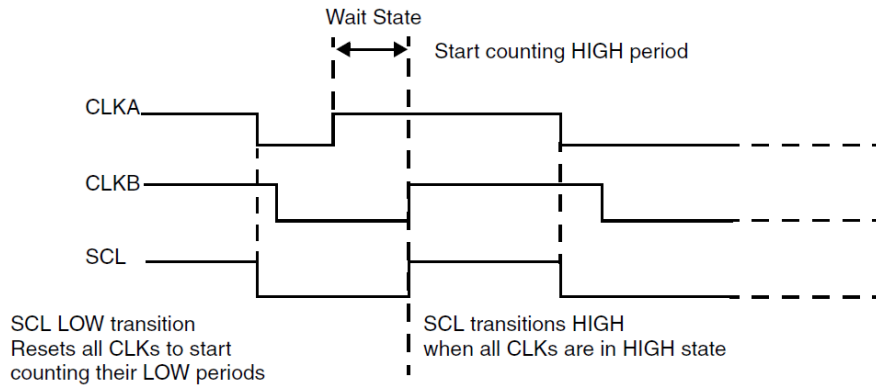 Wait State
Start counting HIGH period
CLKA
CLKB
SCL
SCL LOW transition
Resets all CLKs to start
counting their LOW periods
SCL transitions HIGH
when all CLKs are in HIGH state